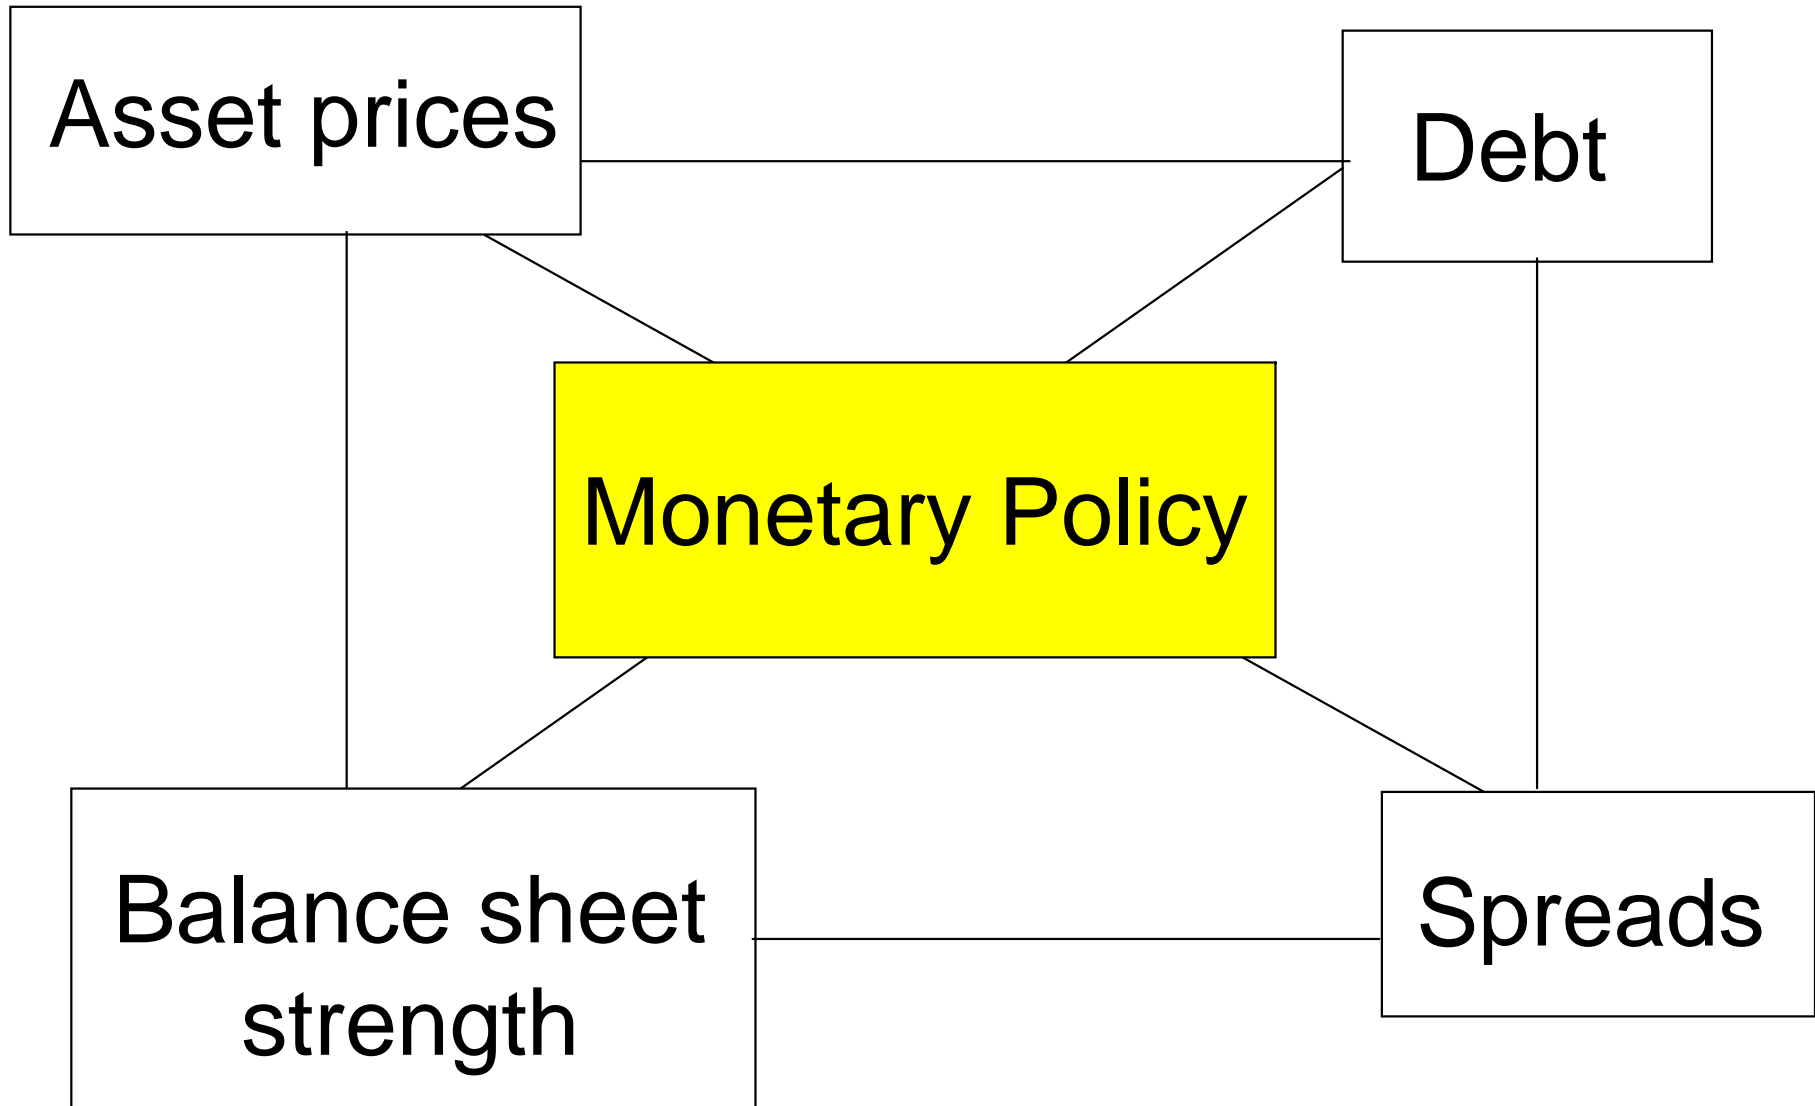 Asset prices
Debt
Monetary Policy
Balance sheet
strength
Spreads